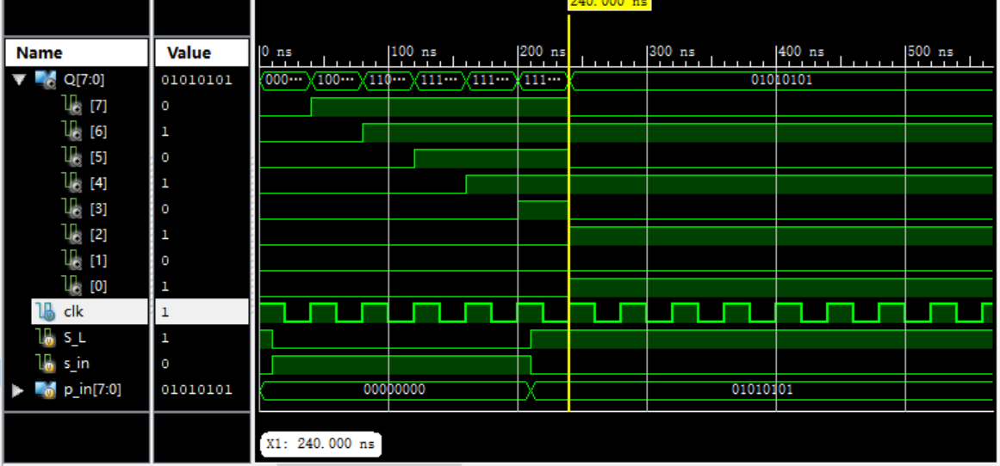 240.000 ns
Name Value 0 ns 100 ns 200 ns 300 ns 400 ns 500 ns
Q[7:0] 01010101 000··· 100··· 110··· 111··· 111··· 111··· 01010101
[7] 0
[6] 1
[5] 0
[4] 1
[3] 0
[2] 1
[1] 0
[0] 1
clk 1
S_L 1
s_in 0
p_in[7:0] 01010101 00000000 01010101
X1: 240.000 ns